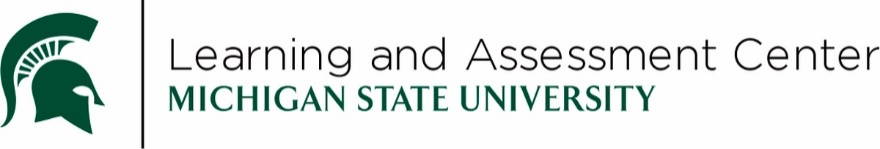 Learning and Assessment Center
MICHIGAN STATE UNIVERSITY